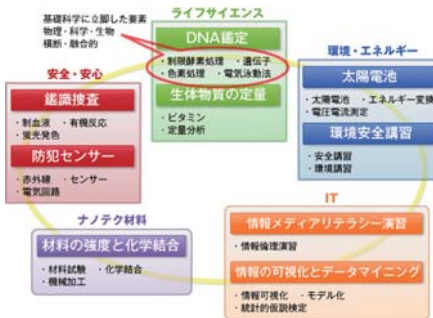 基礎科学に立脚した要素
物理・科学・生物
横断・融合的
ライフサイエンス
DNA鑑定
・制限酵素処理 ・遺伝子
・色素処理 ・電気泳動法
生体物質の定量
・ビタミン
・定量分析
環境・エネルギー
太陽電池
・太陽電池 ・エネルギー変換
・電圧電流測定
環境安全講習
・安全講習
・環境講習
安全・安心
鑑識捜査
・制血液 ・有機反応
・蛍光発色
防犯センサー
・赤外線 ・センサー
・電気回路
ナノテク材料
材料の強度と化学結合
・材料試験 ・化学結合
・機械加工
IT
情報メディアリテラシー演習
・情報倫理演習
情報の可視化とデータマイニング
・情報可視化 ・モデル化
・統計的仮説検定